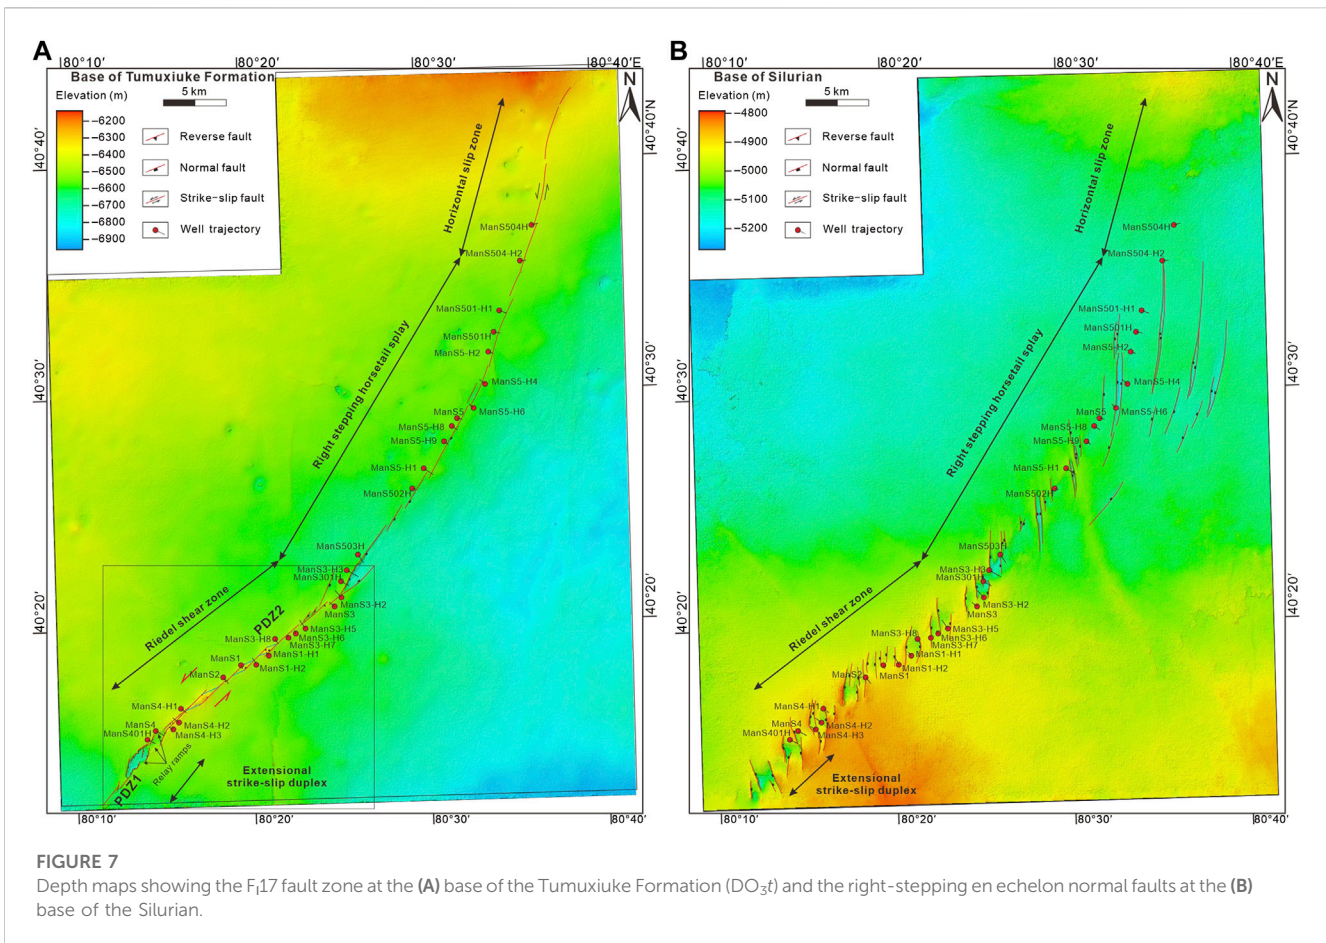 A
80°10′
80°20′
80°30′
80°40′E
Base of Tumuxiuke Formation
Elevation (m)
5 km
−6200
−6300
−6400
−6500
−6600
−6700
−6800
−6900
Reverse fault
Normal fault
Strike−slip fault
Well trajectory
N
40°40′N
40°40′
40°30′
40°30′
40°20′
40°20′
Horizontal slip zone
ManS504H
ManS504-H2
ManS501-H1
ManS501H
ManS5-H2
ManS5-H4
ManS5-H6
ManS5
ManS5-H8
ManS5-H9
ManS5-H1
ManS502H
Right stepping horsetail splay
ManS503H
ManS3-H3
ManS301H
ManS3-H2
ManS3
Riedel shear zone
PDZ2
ManS3-H5
ManS3-H8
ManS3-H6
ManS3-H7
ManS1-H1
ManS1
ManS1-H2
ManS2
ManS4-H1
ManS4
ManS4-H2
ManS401H
ManS4-H3
Relay ramps
PDZ1
Extensional
strike-slip duplex
80°10′
80°20′
80°30′
80°40′
B
80°10′
80°20′
80°30′
80°40′E
Base of Silurian
Elevation (m)
5 km
−4800
−4900
−5000
−5100
−5200
Reverse fault
Normal fault
Strike−slip fault
Well trajectory
N
40°40′N
40°40′
40°30′
40°30′
40°20′
40°20′
Horizontal slip zone
ManS504H
ManS504-H2
ManS501-H1
ManS501H
ManS5-H2
ManS5-H4
ManS5
ManS5-H6
ManS5-H8
ManS5-H9
ManS5-H1
ManS502H
Right stepping horsetail splay
ManS503H
ManS3-H3
ManS301H
ManS3-H2
ManS3
Riedel shear zone
ManS3-H5
ManS3-H8
ManS3-H6
ManS3-H7
ManS1-H1
ManS1-H2
ManS2
ManS1
ManS4-H1
ManS4
ManS4-H2
ManS401H
ManS4-H3
Extensional
strike-slip duplex
80°10′
80°20′
80°30′
80°40′
FIGURE 7
Depth maps showing the FI17 fault zone at the (A) base of the Tumuxiuke Formation (DO3t) and the right-stepping en echelon normal faults at the (B)
base of the Silurian.